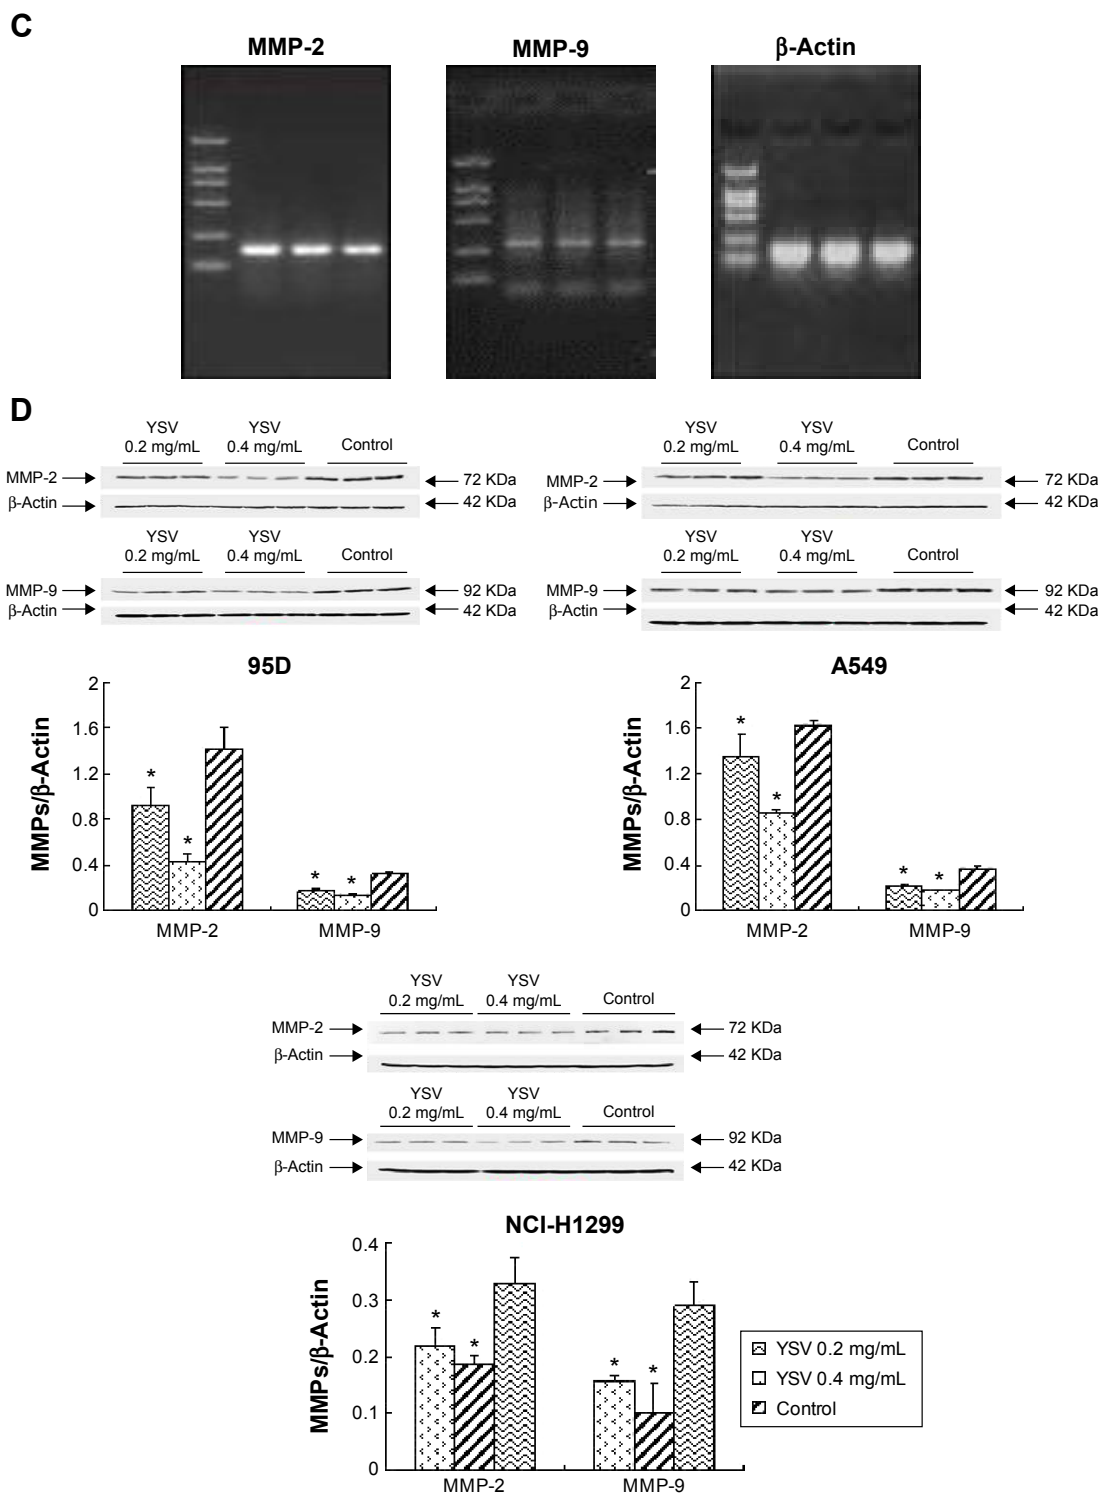 C
MMP-2
MMP-9
β-Actin
D
YSV
0.2 mg/mL
YSV
0.4 mg/mL
Control
MMP-2
72 KDa
β-Actin
42 KDa
YSV
0.2 mg/mL
YSV
0.4 mg/mL
Control
MMP-9
92 KDa
β-Actin
42 KDa
YSV
0.2 mg/mL
YSV
0.4 mg/mL
Control
MMP-2
72 KDa
β-Actin
42 KDa
YSV
0.2 mg/mL
YSV
0.4 mg/mL
Control
MMP-9
92 KDa
β-Actin
42 KDa
95D
MMPs/β-Actin
2
1.6
1.2
0.8
0.4
0
*
*
*
*
MMP-2
MMP-9
A549
MMPs/β-Actin
2
1.6
1.2
0.8
0.4
0
*
*
*
*
MMP-2
MMP-9
YSV
0.2 mg/mL
YSV
0.4 mg/mL
Control
MMP-2
72 KDa
β-Actin
42 KDa
YSV
0.2 mg/mL
YSV
0.4 mg/mL
Control
MMP-9
92 KDa
β-Actin
42 KDa
NCI-H1299
MMPs/β-Actin
0.4
0.3
0.2
0.1
0
*
*
*
*
MMP-2
MMP-9
YSV 0.2 mg/mL
YSV 0.4 mg/mL
Control